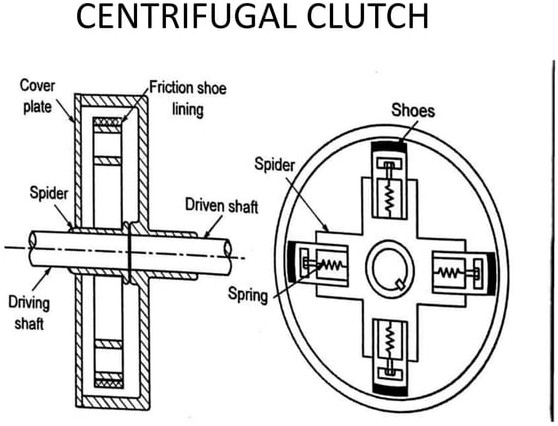 CENTRIFUGAL CLUTCH
Cover
plate
Friction shoe
lining
Spider
Driven shaft
Driving
shaft
Shoes
Spider
Spring